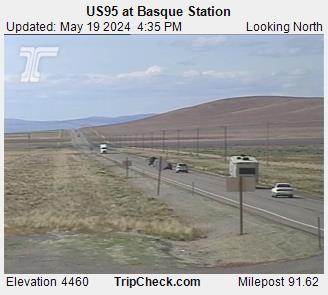 US95 at Basque Station
Updated: May 19 2024 4:35 PM Looking North
Elevation 4460 TripCheck.com Milepost 91.62